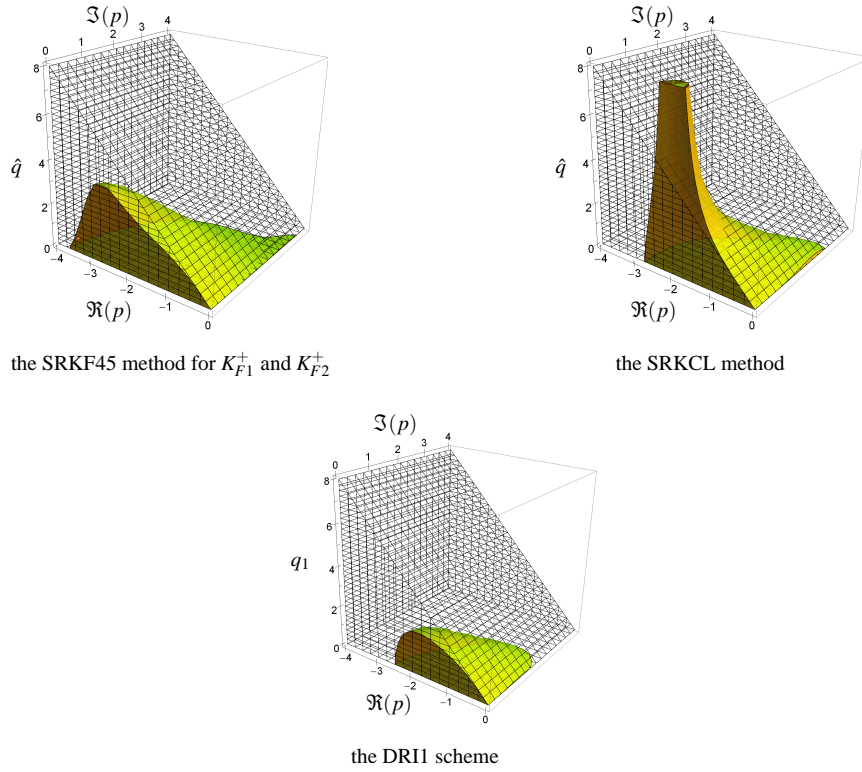 ℑ(p)
0 1 2 3 4
8
6
4
2
0
q̂
−4 −3 −2 −1 0
ℜ(p)
the SRKF45 method for K⁺_F1 and K⁺_F2
ℑ(p)
0 1 2 3 4
8
6
4
2
0
q̂
−4 −3 −2 −1 0
ℜ(p)
the SRKCL method
ℑ(p)
0 1 2 3 4
8
6
4
2
0
q₁
−4 −3 −2 −1 0
ℜ(p)
the DRI1 scheme